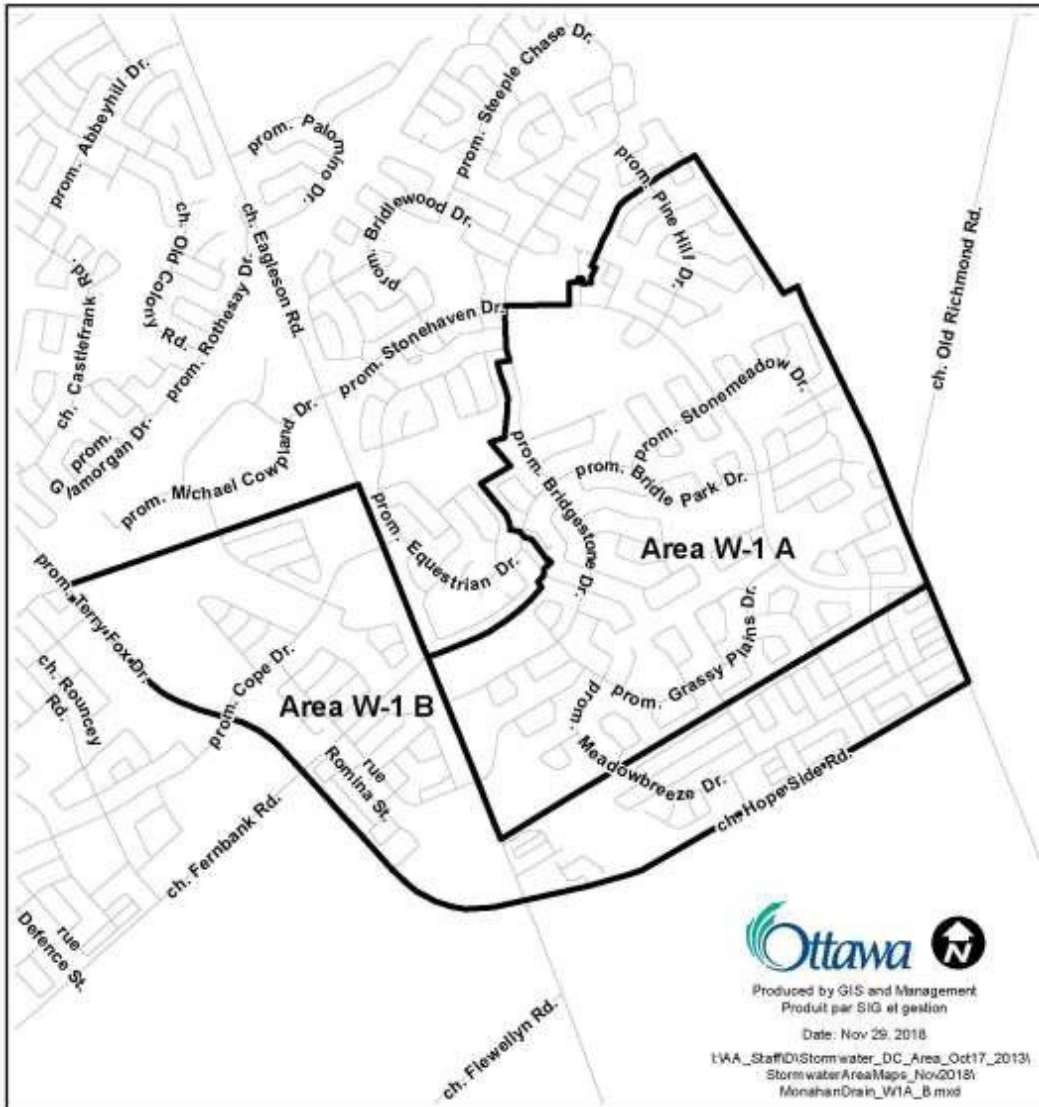 prom. Abbeyhill Dr.
prom. Steeple Chase Dr.
prom. Palomino Dr.
prom. Bridlewood Dr.
prom. Pine Hill Dr.
ch. Old Colony Rd.
ch. Eagleson Rd.
ch. Castlefrank Rd.
prom. Rothesay Dr.
ch. Old Richmond Rd.
prom. Stonehaven Dr.
prom. Stonemeadow Dr.
prom. Glamorgan Dr.
prom. Michael Cowpland Dr.
prom. Bridle Park Dr.
prom. Bridgestone Dr.
prom. Equestrian Dr.
Area W-1 A
prom. Terry Fox Dr.
prom. Grassy Plains Dr.
ch. Rouncey Rd.
prom. Cope Dr.
Area W-1 B
prom. Meadowbreeze Dr.
rue Romina St.
ch. Hope Side Rd.
ch. Fernbank Rd.
rue Defence St.
ch. Flewellyn Rd.
Ottawa
N
Produced by GIS and Management
Produit par SIG et gestion
Date: Nov 29, 2018
I:\AA_Staff\D\Stormwater_DC_Area_Oct17_2013\
StormwaterAreaMaps_Nov2018\
MonahanDrain_W1A_B.mxd